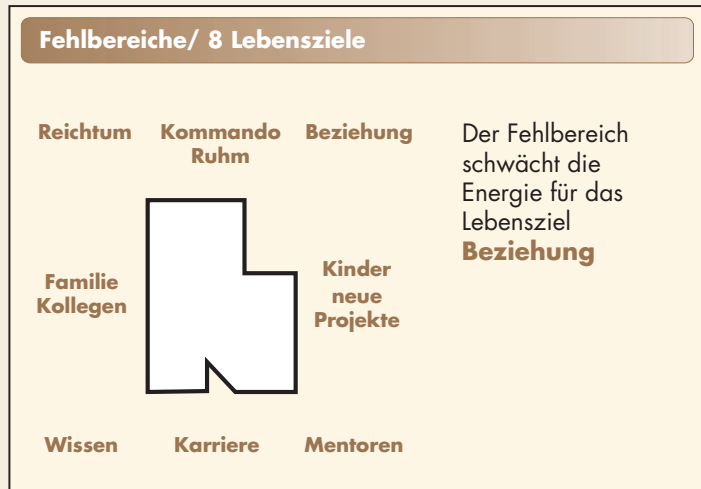 Fehlbereiche/ 8 Lebensziele
Reichtum
Kommando
Ruhm
Beziehung
Familie
Kollegen
Kinder
neue
Projekte
Wissen
Karriere
Mentoren
Der Fehlbereich
schwächt die
Energie für das
Lebensziel
Beziehung